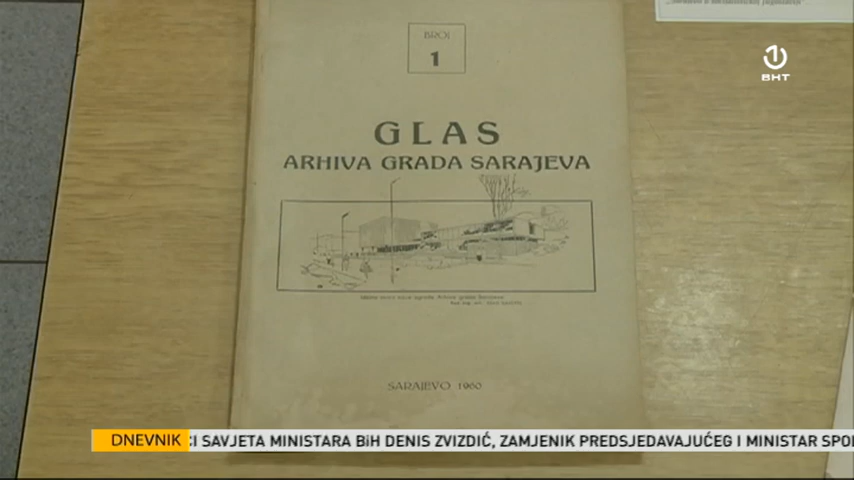 BROJ
1
GLAS
ARHIVA GRADA SARAJEVA
SARAJEVO 1960
BHT
DNEVNIK
CI SAVJETA MINISTARA BiH DENIS ZVIZDIĆ, ZAMJENIK PREDSJEDAVAJUĆEG I MINISTAR SPO